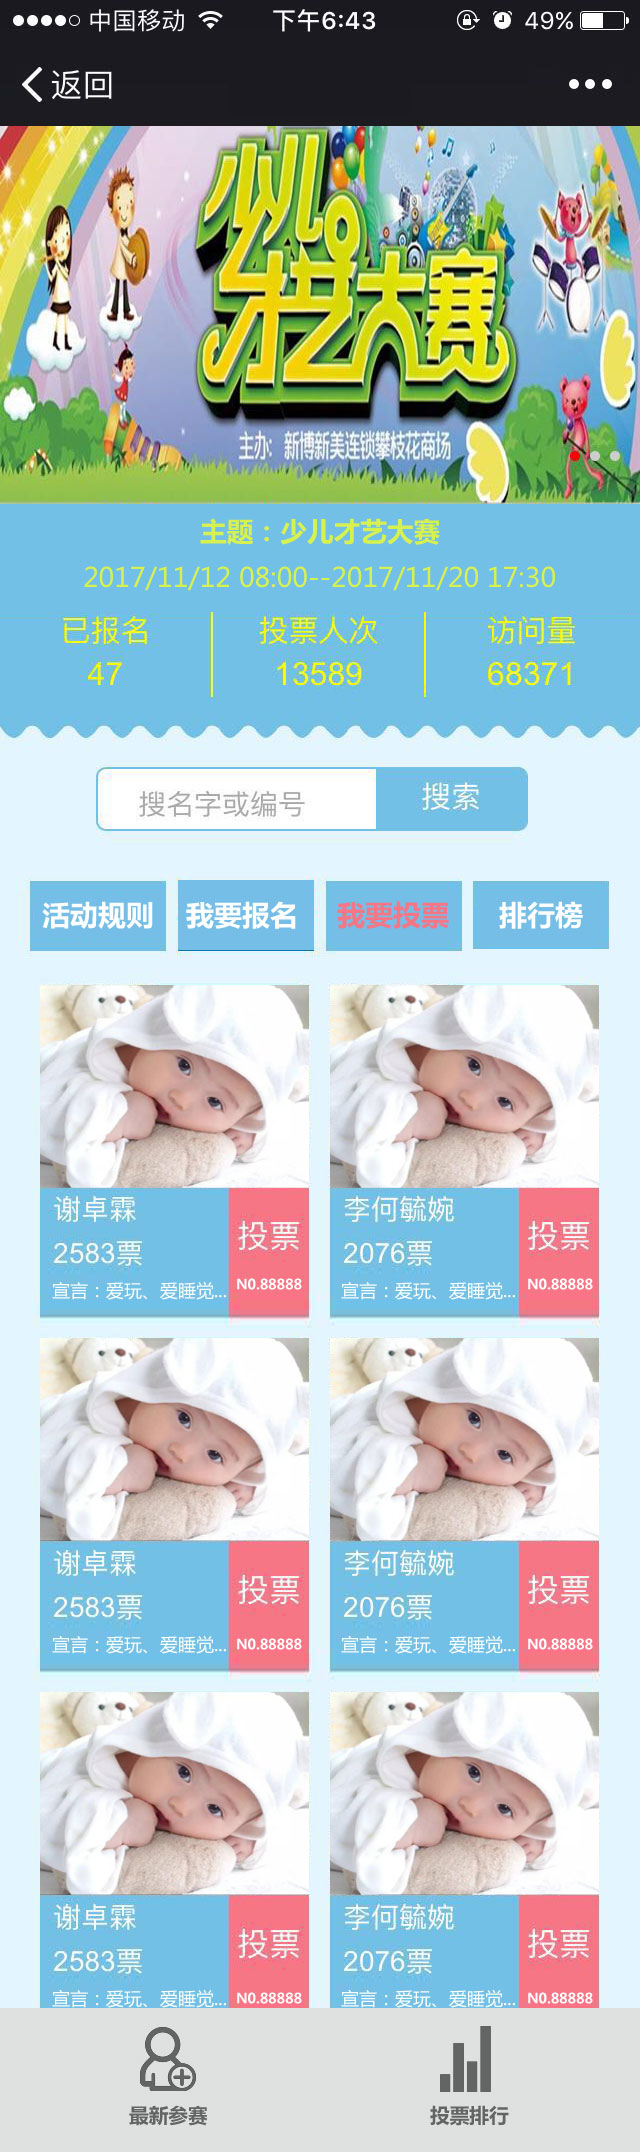 中国移动 下午6:43 49%
返回
少儿
才艺大赛
主办: 新博新美连锁攀枝花商场
主题：少儿才艺大赛
2017/11/12 08:00--2017/11/20 17:30
已报名 投票人次 访问量
47 13589 68371
搜名字或编号 搜索
活动规则 我要报名 我要投票 排行榜
谢卓霖
2583票
宣言：爱玩、爱睡觉...
投票
N0.88888
李何毓婉
2076票
宣言：爱玩、爱睡觉...
投票
N0.88888
谢卓霖
2583票
宣言：爱玩、爱睡觉...
投票
N0.88888
李何毓婉
2076票
宣言：爱玩、爱睡觉...
投票
N0.88888
谢卓霖
2583票
宣言：爱玩、爱睡觉...
投票
N0.88888
李何毓婉
2076票
宣言：爱玩、爱睡觉...
投票
N0.88888
最新参赛 投票排行